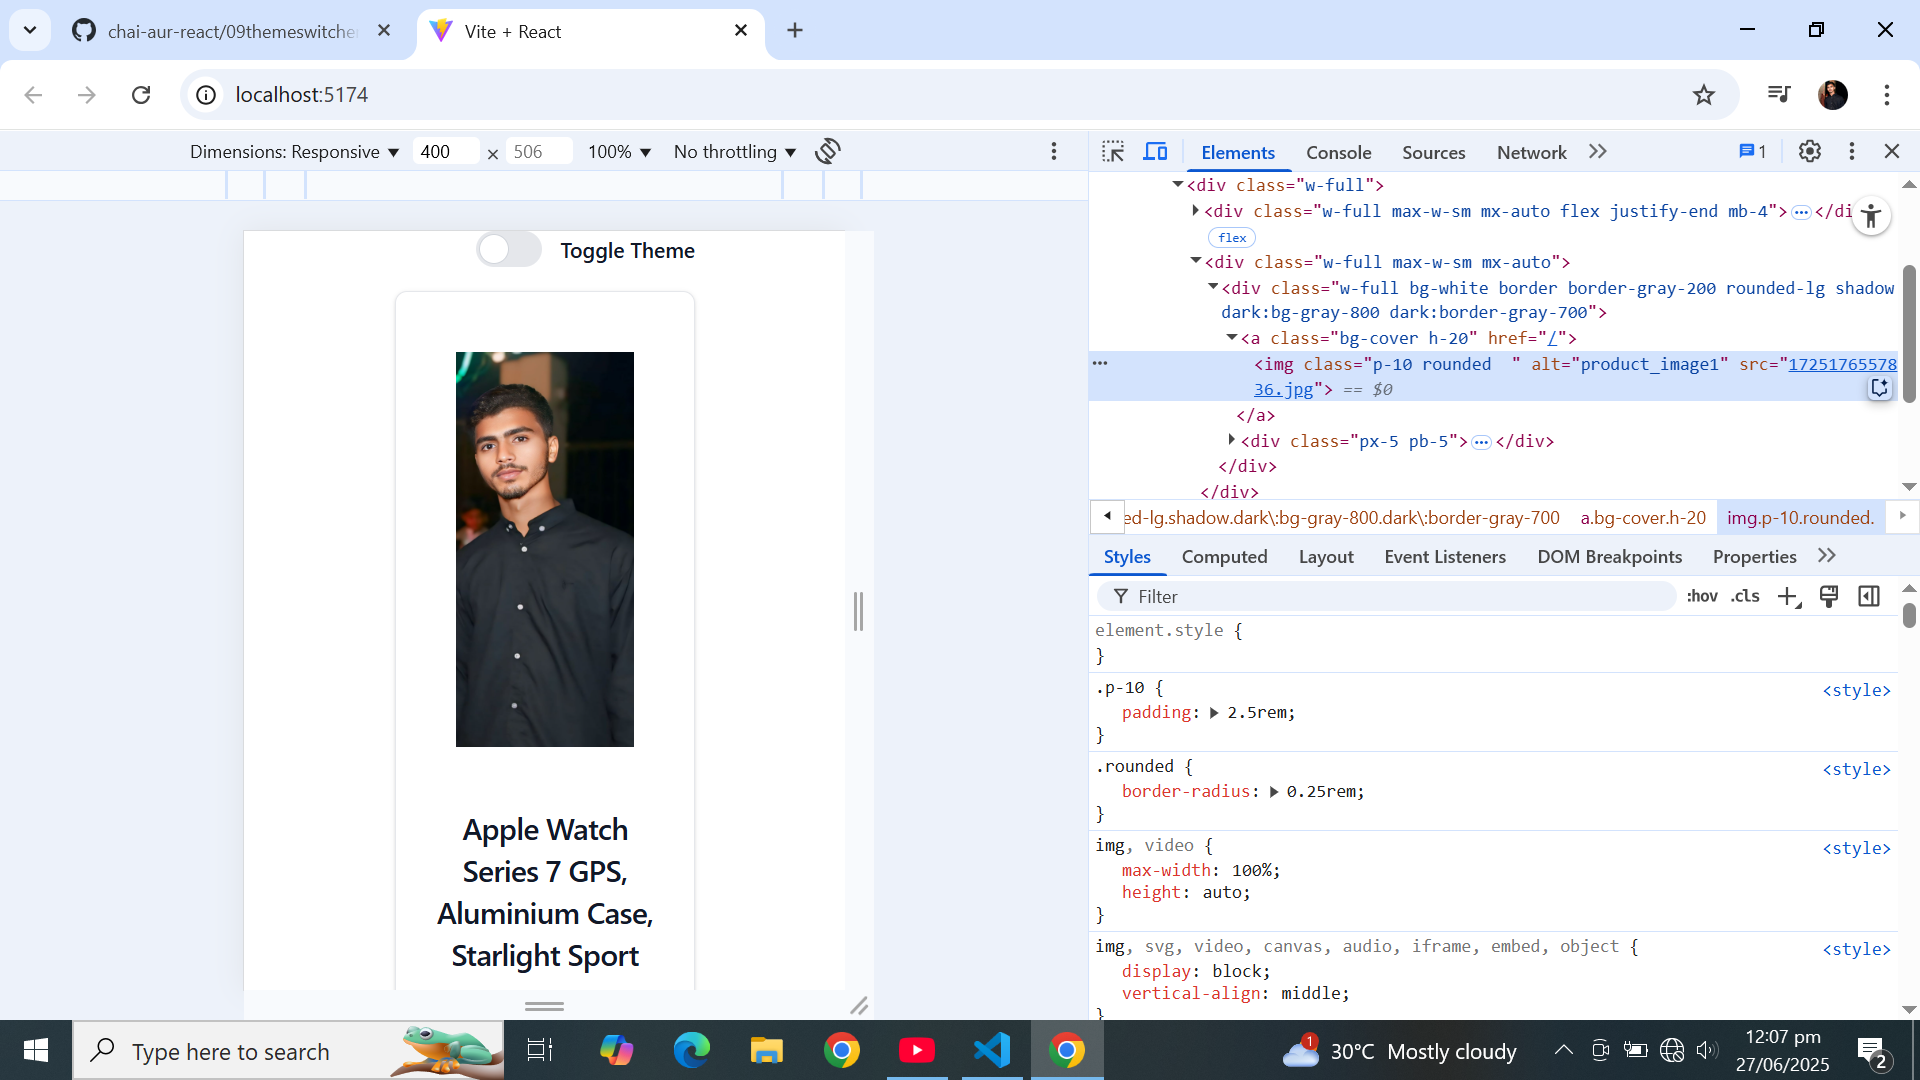 chai-aur-react/09themeswitcher
Vite + React
localhost:5174
Dimensions: Responsive ▼ 400 × 506 100% ▼ No throttling ▼
Toggle Theme
Apple Watch
Series 7 GPS,
Aluminium Case,
Starlight Sport
Elements Console Sources Network 1
<div class="w-full">
<div class="w-full max-w-sm mx-auto flex justify-end mb-4">…</di
flex
<div class="w-full max-w-sm mx-auto">
<div class="w-full bg-white border border-gray-200 rounded-lg shadow
dark:bg-gray-800 dark:border-gray-700">
<a class="bg-cover h-20" href="/">
<img class="p-10 rounded  " alt="product_image1" src="17251765578
36.jpg"> == $0
</a>
<div class="px-5 pb-5">…</div>
</div>
</div>
ed-lg.shadow.dark\:bg-gray-800.dark\:border-gray-700 a.bg-cover.h-20 img.p-10.rounded.
Styles Computed Layout Event Listeners DOM Breakpoints Properties
Filter :hov .cls
element.style {
}
.p-10 { <style>
padding: 2.5rem;
}
.rounded { <style>
border-radius: 0.25rem;
}
img, video { <style>
max-width: 100%;
height: auto;
}
img, svg, video, canvas, audio, iframe, embed, object { <style>
display: block;
vertical-align: middle;
}
Type here to search
1 30°C Mostly cloudy
12:07 pm
27/06/2025
2